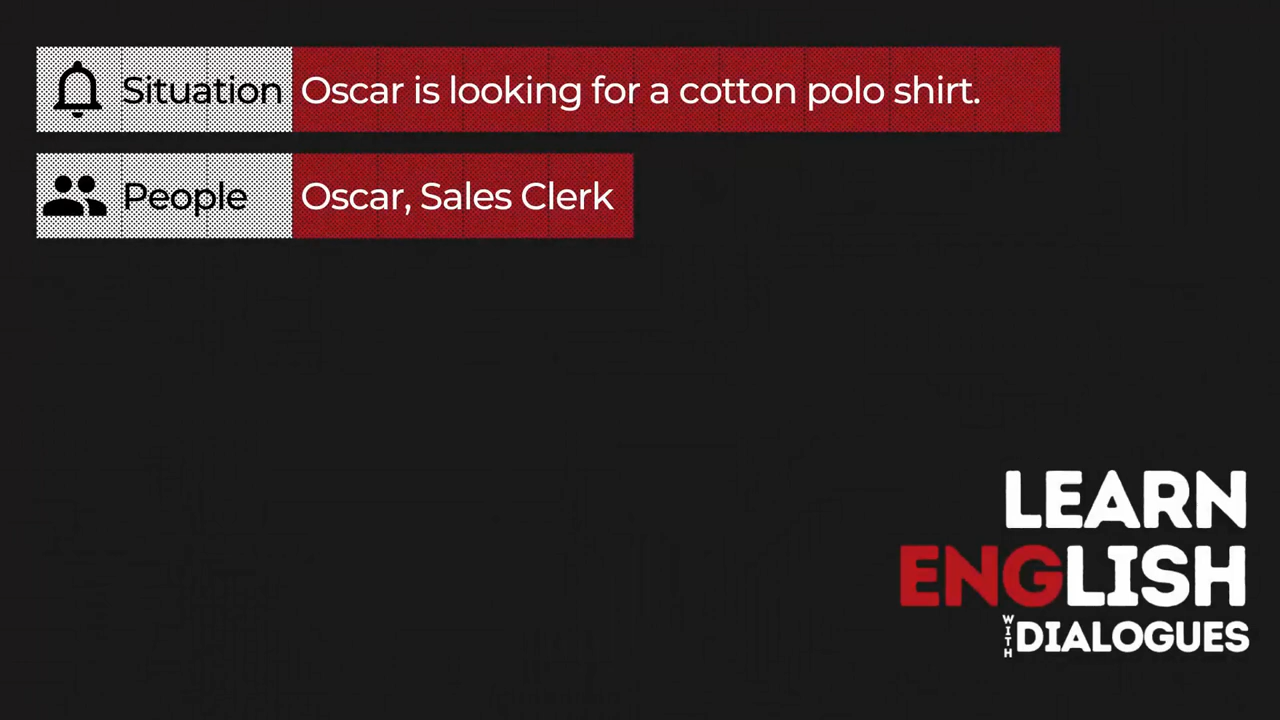 Situation Oscar is looking for a cotton polo shirt.
People Oscar, Sales Clerk
LEARN
ENGLISH
WITH DIALOGUES